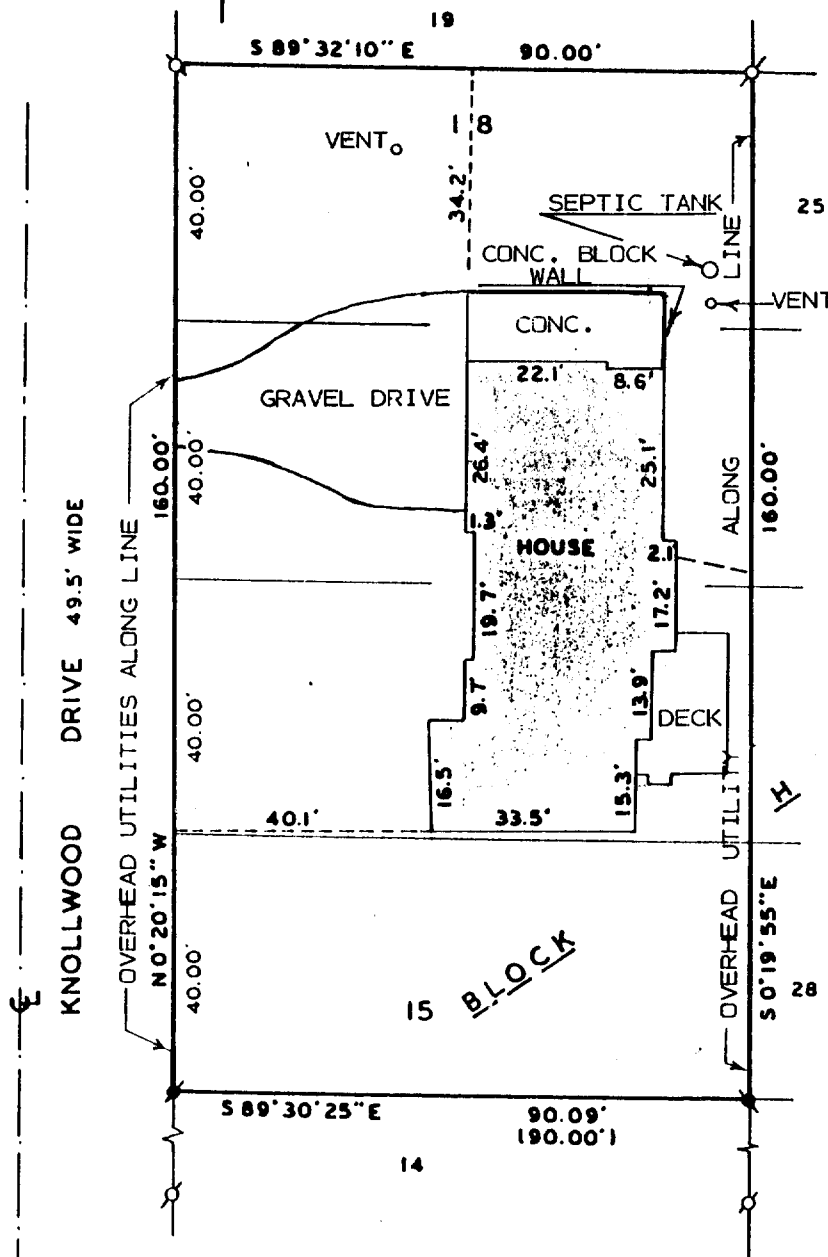 19
S 89°32'10" E 90.00'
18
VENT
34.2'
40.00'
SEPTIC TANK
LINE
25
CONC. BLOCK
WALL
VENT
CONC.
22.1'
8.6'
GRAVEL DRIVE
26.4'
25.1'
160.00'
40.00'
ALONG
160.00'
1.3'
HOUSE
2.1'
KNOLLWOOD DRIVE 49.5' WIDE
OVERHEAD UTILITIES ALONG LINE
19.7'
17.2'
9.7'
13.9'
DECK
40.00'
16.5'
15.3'
H
40.1'
33.5'
N 0°20'15" W
OVERHEAD UTILITY
S 0°19'55" E
40.00'
15
BLOCK
28
S 89°30'25" E
90.09'
(90.00')
14